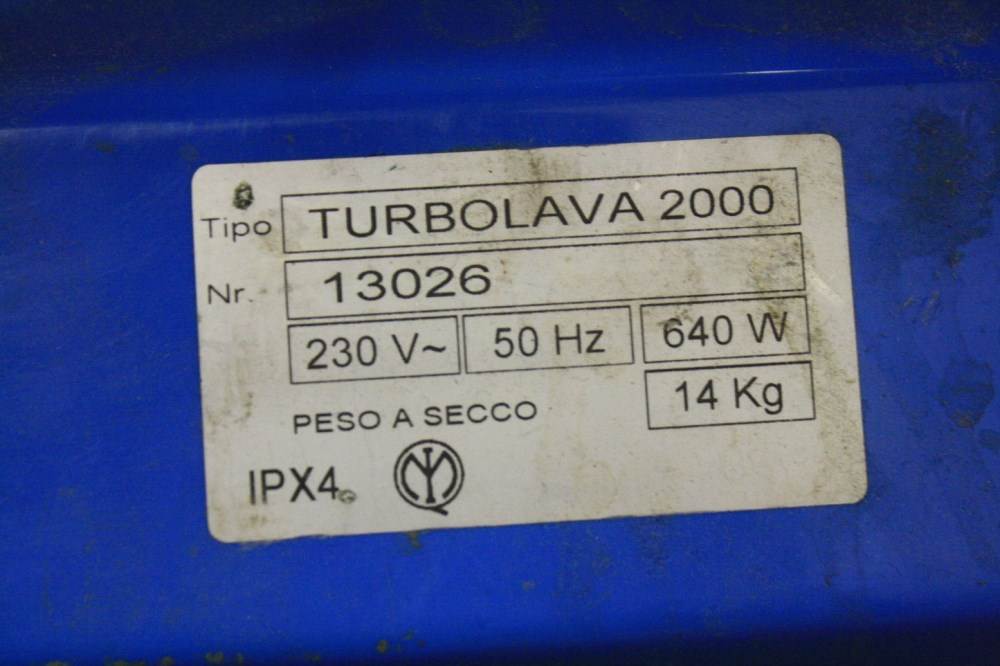 Tipo TURBOLAVA 2000
Nr. 13026
230 V~ 50 Hz 640 W
PESO A SECCO 14 Kg
IPX4